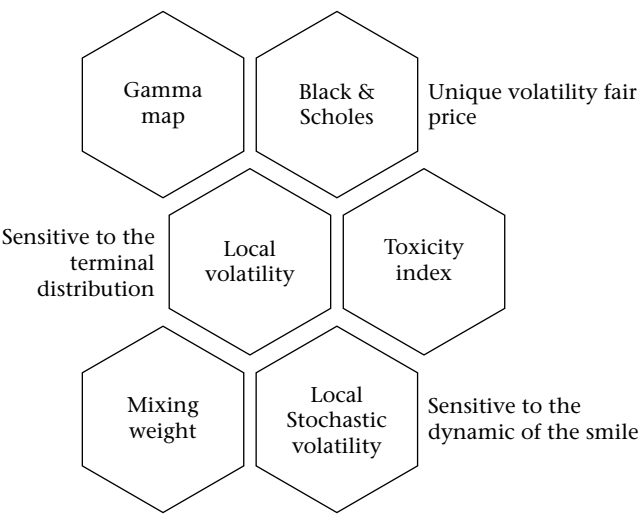 Gamma
map
Black &
Scholes
Unique volatility fair
price
Sensitive to the
terminal
distribution
Local
volatility
Toxicity
index
Mixing
weight
Local
Stochastic
volatility
Sensitive to the
dynamic of the smile